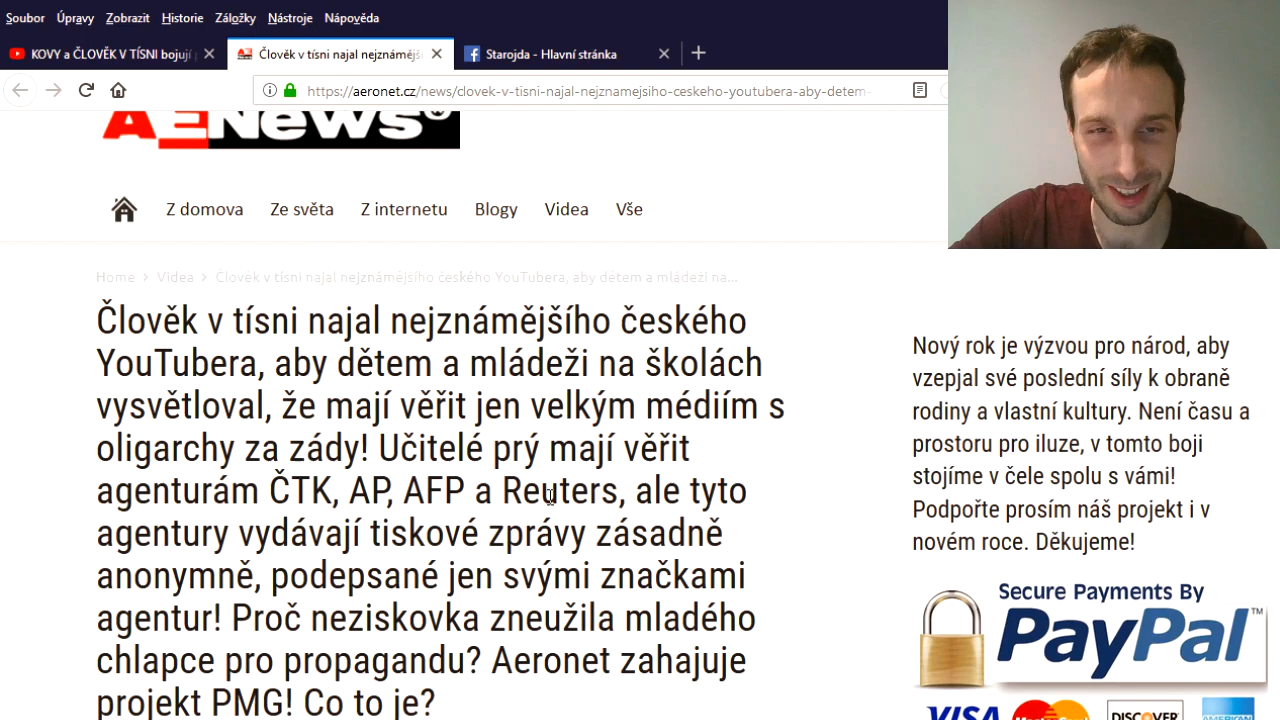 Soubor Úpravy Zobrazit Historie Záložky Nástroje Nápověda
KOVY a ČLOVĚK V TÍSNI bojují
Člověk v tísni najal nejznáměj
Starojda - Hlavní stránka
https://aeronet.cz/news/clovek-v-tisni-najal-nejznamejsiho-ceskeho-youtubera-aby-detem-
AENews
Z domova Ze světa Z internetu Blogy Videa Vše
Home > Videa > Člověk v tísni najal nejznámějšího českého YouTubera, aby dětem a mládeži na...
Člověk v tísni najal nejznámějšího českého
YouTubera, aby dětem a mládeži na školách
vysvětloval, že mají věřit jen velkým médiím s
oligarchy za zády! Učitelé prý mají věřit
agenturám ČTK, AP, AFP a Reuters, ale tyto
agentury vydávají tiskové zprávy zásadně
anonymně, podepsané jen svými značkami
agentur! Proč neziskovka zneužila mladého
chlapce pro propagandu? Aeronet zahajuje
projekt PMG! Co to je?
Nový rok je výzvou pro národ, aby
vzepjal své poslední síly k obraně
rodiny a vlastní kultury. Není času a
prostoru pro iluze, v tomto boji
stojíme v čele spolu s vámi!
Podpořte prosím náš projekt i v
novém roce. Děkujeme!
Secure Payments By
PayPal™
VISA MasterCard DISCOVER AMERICAN